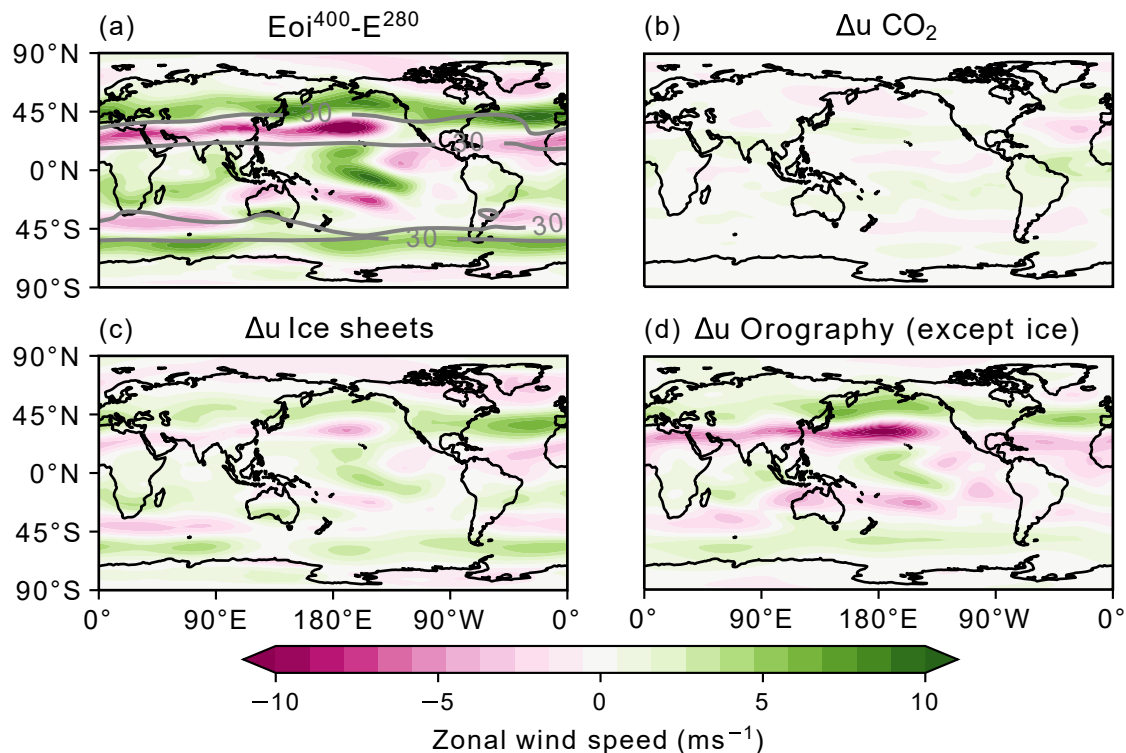 (a) Eoi⁴⁰⁰-E²⁸⁰
(b) Δu CO₂
90°N
45°N
0°N
45°S
90°S
30
30
30
30
(c) Δu Ice sheets
(d) Δu Orography (except ice)
90°N
45°N
0°N
45°S
90°S
0° 90°E 180°E 90°W 0°
0° 90°E 180°E 90°W 0°
−10 −5 0 5 10
Zonal wind speed (ms⁻¹)